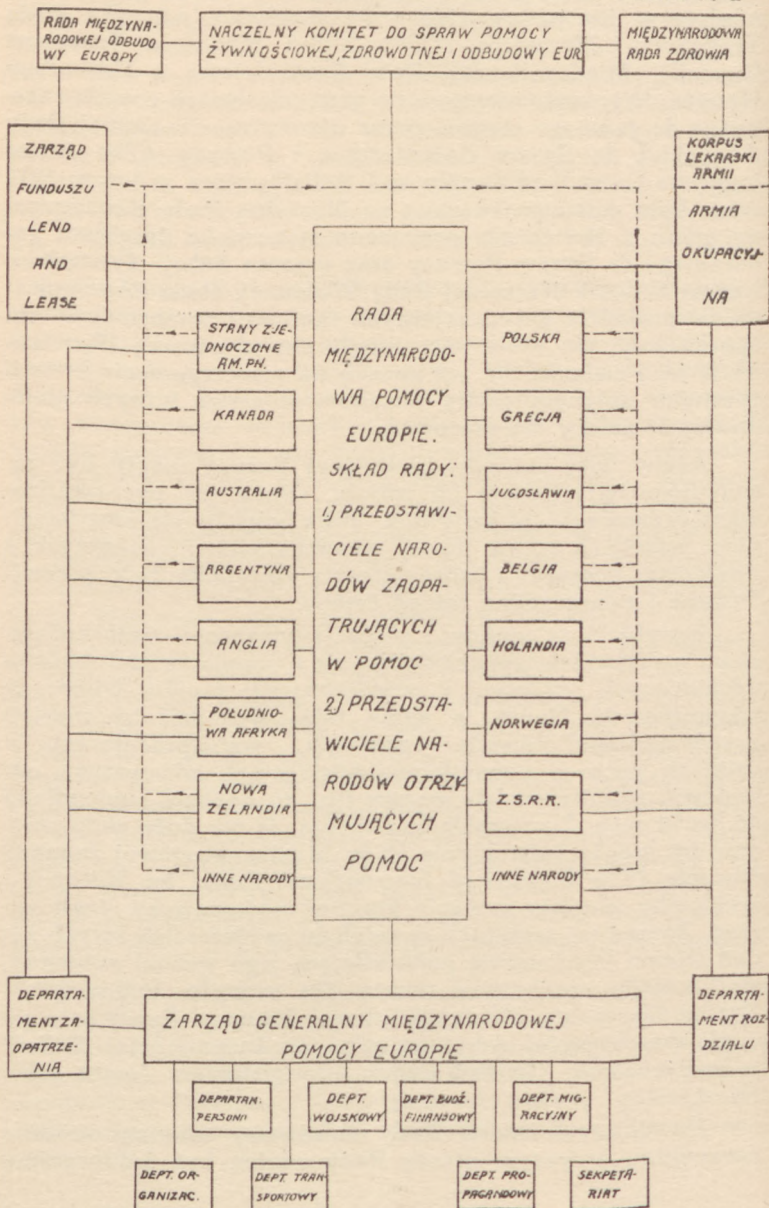 RADA MIĘDZYNA-
RODOWEJ ODBUDO
WY EUROPY
NACZELNY KOMITET DO SPRAW POMOCY
ŻYWNOŚCIOWEJ, ZDROWOTNEJ I ODBUDOWY EUR.
MIĘDZYNARODOWA
RADA ZDROWIA
ZARZĄD
FUNDUSZU
LEND
AND
LEASE
KORPUS
LEKARSKI
ARMII
ARMIA
OKUPACYJ-
NA
RADA
MIĘDZYNARODO-
WA POMOCY
EUROPIE.
SKŁAD RADY:
1) PRZEDSTAWI-
CIELE NARO-
DÓW ZAOPA-
TRUJĄCYCH
W POMOC
2) PRZEDSTA-
WICIELE NA-
RODÓW OTRZY-
MUJĄCYCH
POMOC
STANY ZJE-
DNOCZONE
AM. PN.
KANADA
AUSTRALIA
ARGENTYNA
ANGLIA
POŁUDNIO-
WA AFRYKA
NOWA
ZELANDIA
INNE NARODY
POLSKA
GRECJA
JUGOSŁAWIA
BELGIA
HOLANDIA
NORWEGIA
Z.S.R.R.
INNE NARODY
DEPARTA-
MENT ZA-
OPATRZE-
NIA
ZARZĄD GENERALNY MIĘDZYNARODOWEJ
POMOCY EUROPIE
DEPARTA-
MENT ROZ-
DZIAŁU
DEPARTAM.
PERSONA
DEPT.
WOJSKOWY
DEPT. BUDŻ.
FINANSOWY
DEPT. MIG-
RACYJNY
DEPT. OR-
GANIZAC.
DEPT. TRAN-
SPORTOWY
DEPT. PRO-
PAGANDOWY
SEKRETA-
RIAT